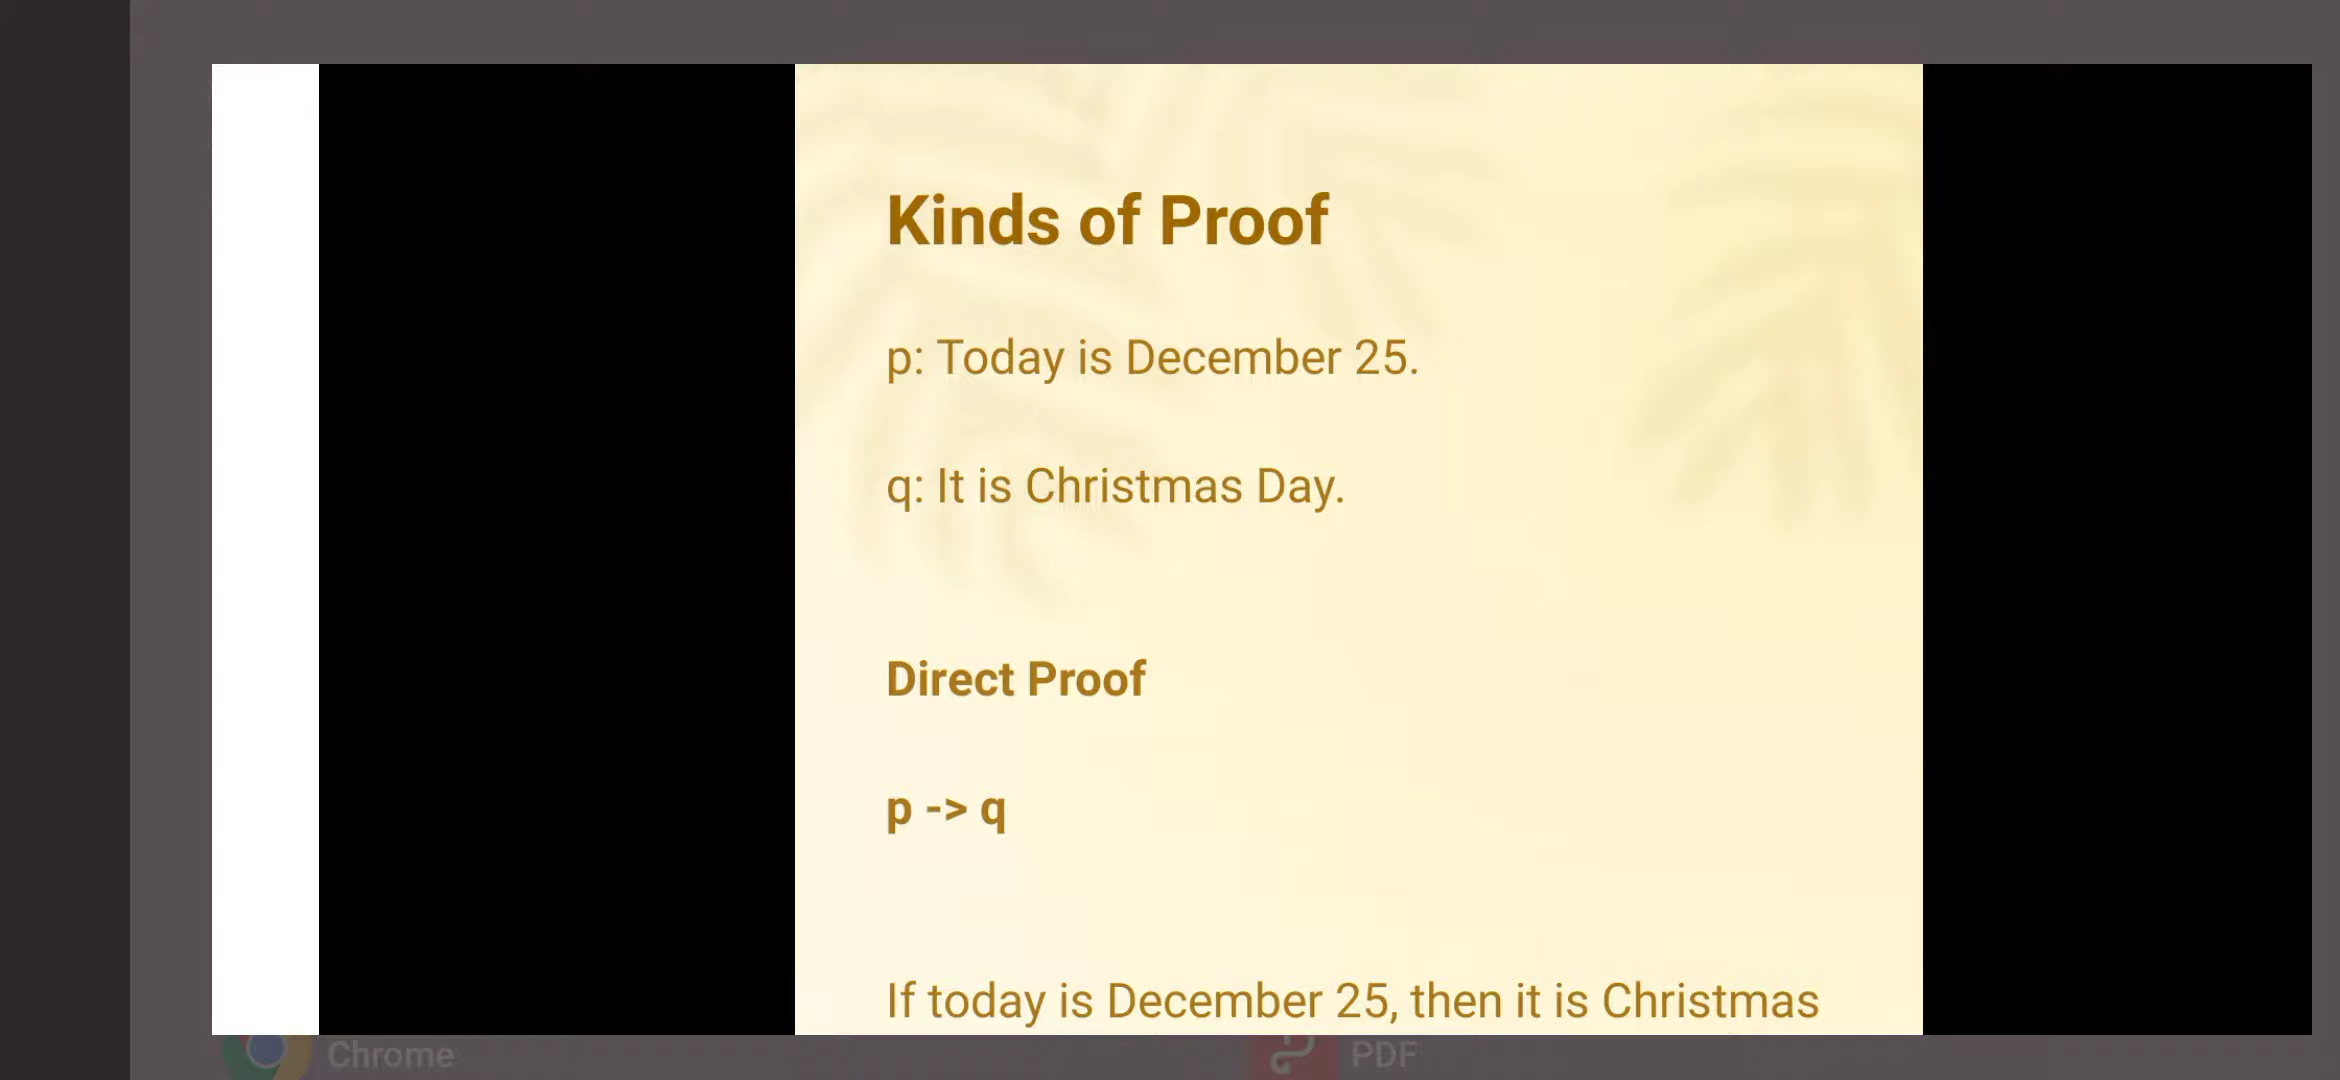 Kinds of Proof
p: Today is December 25.
q: It is Christmas Day.
Direct Proof
p -> q
If today is December 25, then it is Christmas
Chrome
PDF